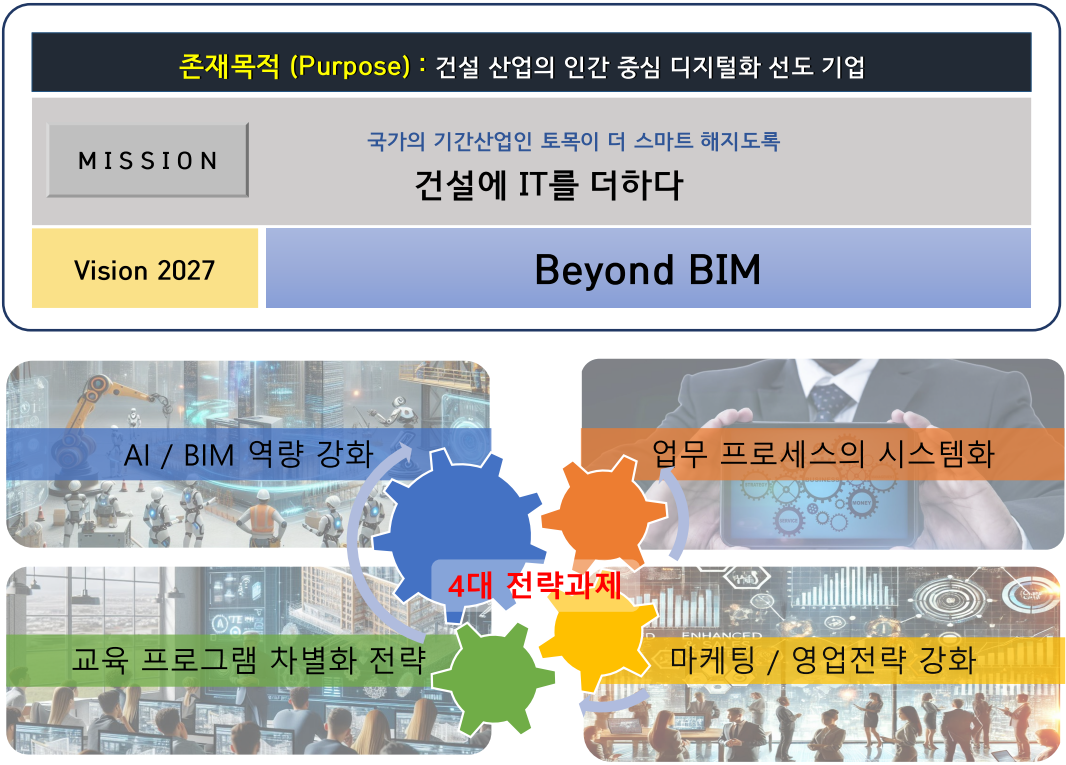 존재목적 (Purpose) : 건설 산업의 인간 중심 디지털화 선도 기업
MISSION
국가의 기간산업인 토목이 더 스마트 해지도록
건설에 IT를 더하다
Vision 2027
Beyond BIM
AI / BIM 역량 강화
업무 프로세스의 시스템화
MONEY
SERVICE
4대 전략과제
ENHANCED
SALES
교육 프로그램 차별화 전략
마케팅 / 영업전략 강화